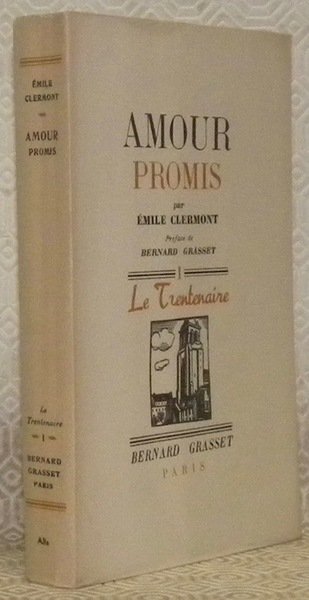 ÉMILE
CLERMONT
AMOUR
PROMIS
Le
Trentenaire
I
BERNARD
GRASSET
PARIS
AMOUR
PROMIS
par
ÉMILE CLERMONT
Préface de
BERNARD GRASSET
I
Le Trentenaire
BERNARD GRASSET
PARIS